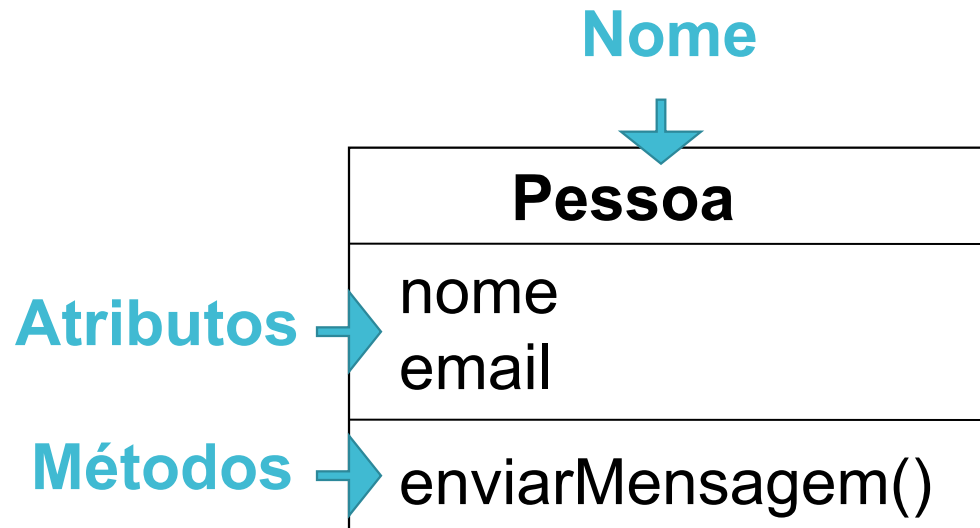 Nome
Pessoa
Atributos
nome
email
Métodos
enviarMensagem()